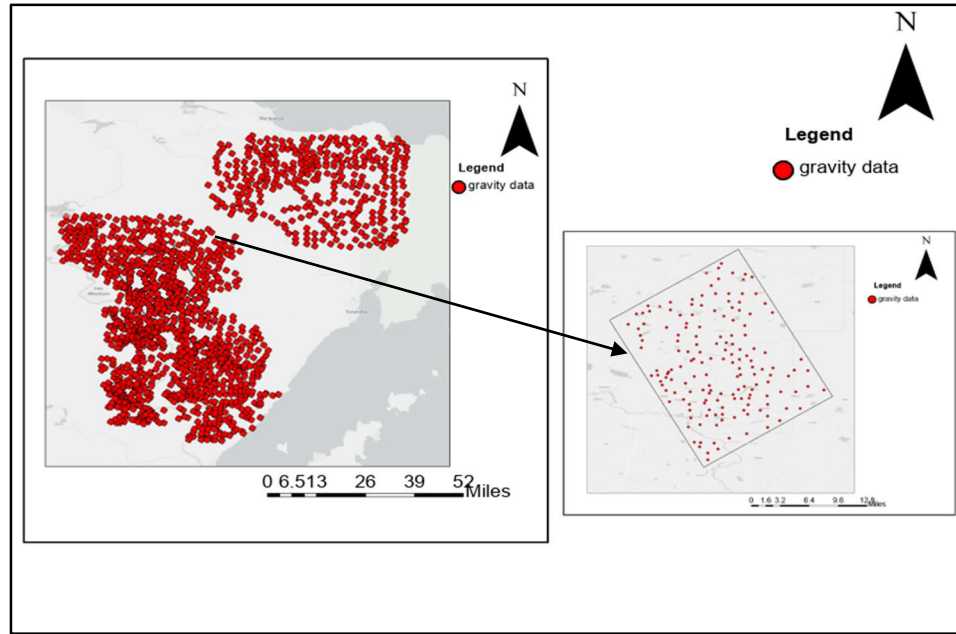 N
Legend
gravity data
N
Legend
gravity data
0 6.513 26 39 52
Miles
N
Legend
gravity data
0 1.6 3.2 6.4 9.6 12.8
Miles